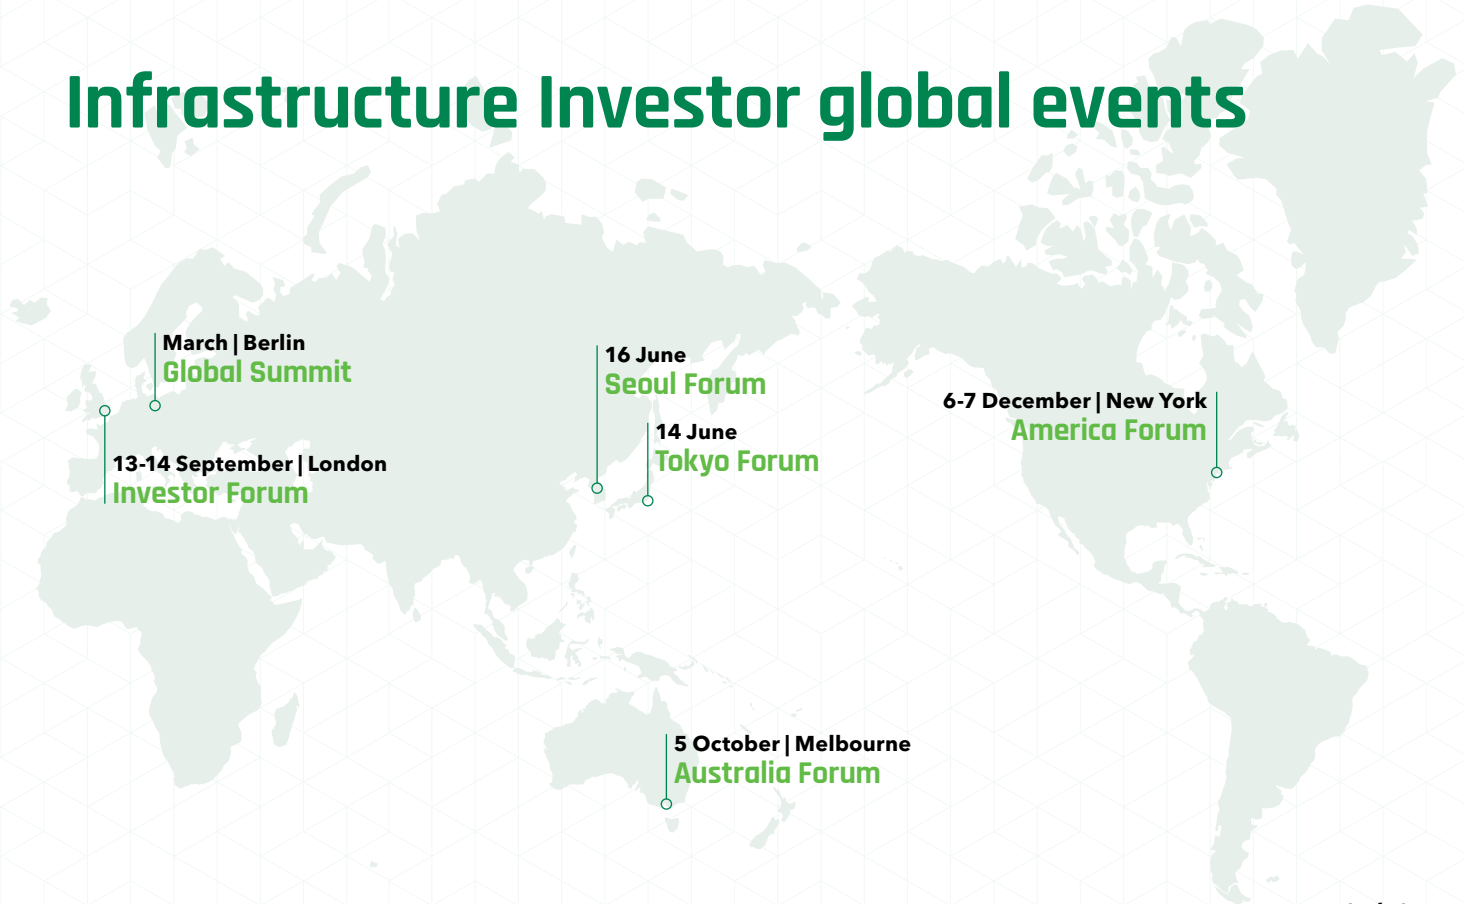 Infrastructure Investor global events
March | Berlin
Global Summit
13-14 September | London
Investor Forum
16 June
Seoul Forum
14 June
Tokyo Forum
6-7 December | New York
America Forum
5 October | Melbourne
Australia Forum